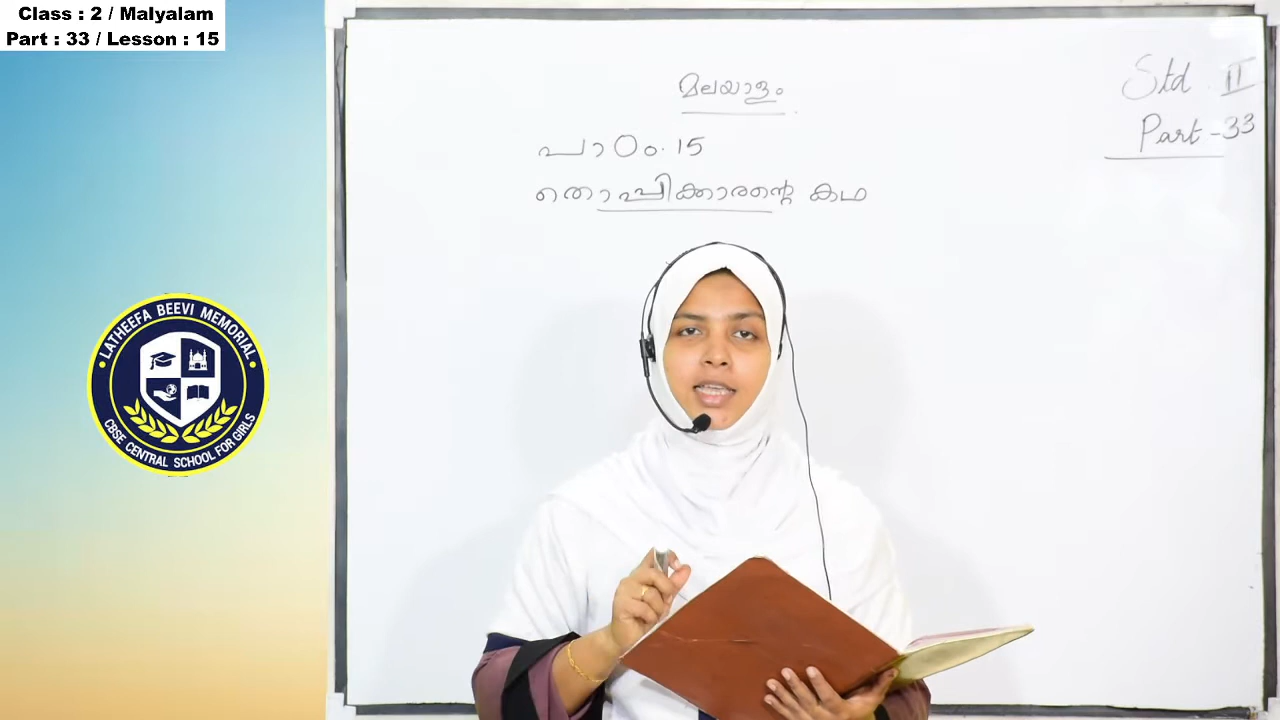 Class : 2 / Malyalam
Part : 33 / Lesson : 15
മലയാളം
Std II
Part-33
പാഠം.15
തൊപ്പിക്കാരന്റെ കഥ
LATHEEFA BEEVI MEMORIAL
CBSE CENTRAL SCHOOL FOR GIRLS